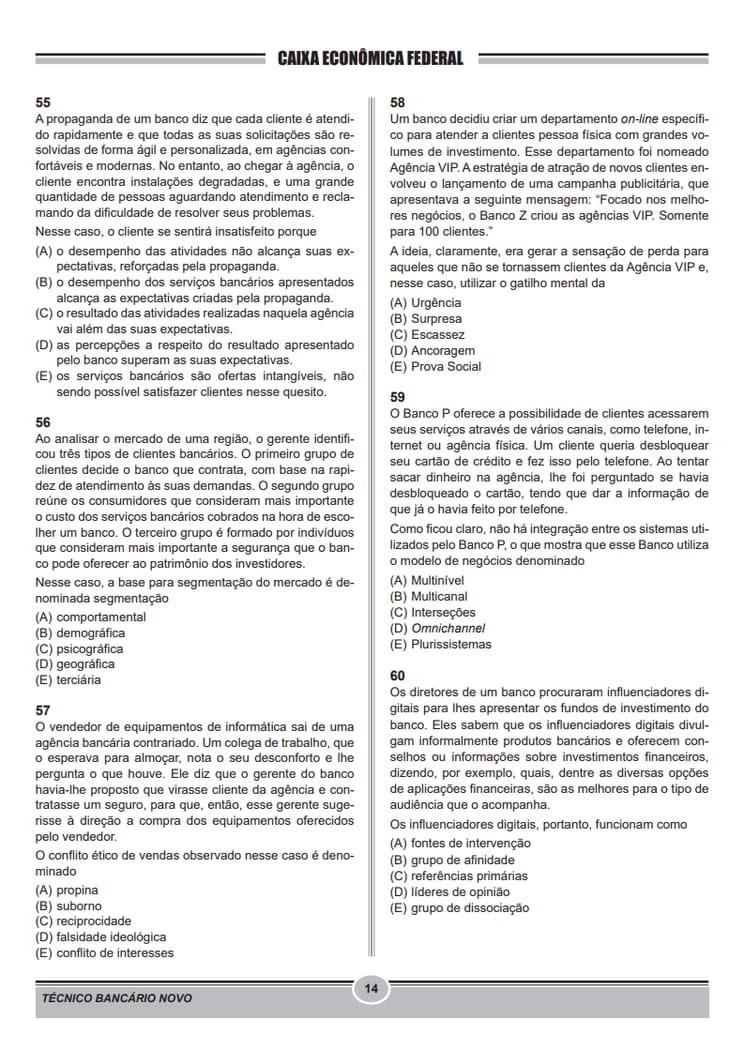 CAIXA ECONÔMICA FEDERAL
55
A propaganda de um banco diz que cada cliente é atendi-
do rapidamente e que todas as suas solicitações são re-
solvidas de forma ágil e personalizada, em agências con-
fortáveis e modernas. No entanto, ao chegar à agência, o
cliente encontra instalações degradadas, e uma grande
quantidade de pessoas aguardando atendimento e recla-
mando da dificuldade de resolver seus problemas.
Nesse caso, o cliente se sentirá insatisfeito porque
(A) o desempenho das atividades não alcança suas ex-
pectativas, reforçadas pela propaganda.
(B) o desempenho dos serviços bancários apresentados
alcança as expectativas criadas pela propaganda.
(C) o resultado das atividades realizadas naquela agência
vai além das suas expectativas.
(D) as percepções a respeito do resultado apresentado
pelo banco superam as suas expectativas.
(E) os serviços bancários são ofertas intangíveis, não
sendo possível satisfazer clientes nesse quesito.
56
Ao analisar o mercado de uma região, o gerente identifi-
cou três tipos de clientes bancários. O primeiro grupo de
clientes decide o banco que contrata, com base na rapi-
dez de atendimento às suas demandas. O segundo grupo
reúne os consumidores que consideram mais importante
o custo dos serviços bancários cobrados na hora de esco-
lher um banco. O terceiro grupo é formado por indivíduos
que consideram mais importante a segurança que o ban-
co pode oferecer ao patrimônio dos investidores.
Nesse caso, a base para segmentação do mercado é de-
nominada segmentação
(A) comportamental
(B) demográfica
(C) psicográfica
(D) geográfica
(E) terciária
57
O vendedor de equipamentos de informática sai de uma
agência bancária contrariado. Um colega de trabalho, que
o esperava para almoçar, nota o seu desconforto e lhe
pergunta o que houve. Ele diz que o gerente do banco
havia-lhe proposto que virasse cliente da agência e con-
tratasse um seguro, para que, então, esse gerente suge-
risse à direção a compra dos equipamentos oferecidos
pelo vendedor.
O conflito ético de vendas observado nesse caso é deno-
minado
(A) propina
(B) suborno
(C) reciprocidade
(D) falsidade ideológica
(E) conflito de interesses
58
Um banco decidiu criar um departamento on-line específi-
co para atender a clientes pessoa física com grandes vo-
lumes de investimento. Esse departamento foi nomeado
Agência VIP. A estratégia de atração de novos clientes en-
volveu o lançamento de uma campanha publicitária, que
apresentava a seguinte mensagem: “Focado nos melho-
res negócios, o Banco Z criou as agências VIP. Somente
para 100 clientes.”
A ideia, claramente, era gerar a sensação de perda para
aqueles que não se tornassem clientes da Agência VIP e,
nesse caso, utilizar o gatilho mental da
(A) Urgência
(B) Surpresa
(C) Escassez
(D) Ancoragem
(E) Prova Social
59
O Banco P oferece a possibilidade de clientes acessarem
seus serviços através de vários canais, como telefone, in-
ternet ou agência física. Um cliente queria desbloquear
seu cartão de crédito e fez isso pelo telefone. Ao tentar
sacar dinheiro na agência, lhe foi perguntado se havia
desbloqueado o cartão, tendo que dar a informação de
que já o havia feito por telefone.
Como ficou claro, não há integração entre os sistemas uti-
lizados pelo Banco P, o que mostra que esse Banco utiliza
o modelo de negócios denominado
(A) Multinível
(B) Multicanal
(C) Interseções
(D) Omnichannel
(E) Plurissistemas
60
Os diretores de um banco procuraram influenciadores di-
gitais para lhes apresentar os fundos de investimento do
banco. Eles sabem que os influenciadores digitais divul-
gam informalmente produtos bancários e oferecem con-
selhos ou informações sobre investimentos financeiros,
dizendo, por exemplo, quais, dentre as diversas opções
de aplicações financeiras, são as melhores para o tipo de
audiência que o acompanha.
Os influenciadores digitais, portanto, funcionam como
(A) fontes de intervenção
(B) grupo de afinidade
(C) referências primárias
(D) líderes de opinião
(E) grupo de dissociação
14
TÉCNICO BANCÁRIO NOVO